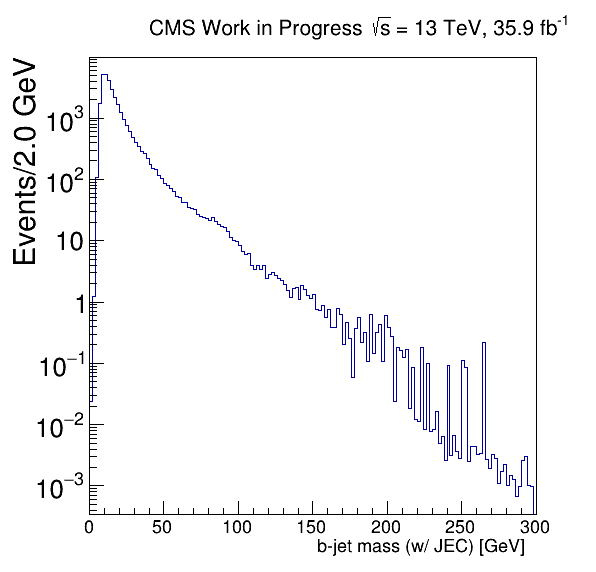 CMS Work in Progress √s = 13 TeV, 35.9 fb⁻¹
Events/2.0 GeV
10³
10²
10
1
10⁻¹
10⁻²
10⁻³
0 50 100 150 200 250 300
b-jet mass (w/ JEC) [GeV]